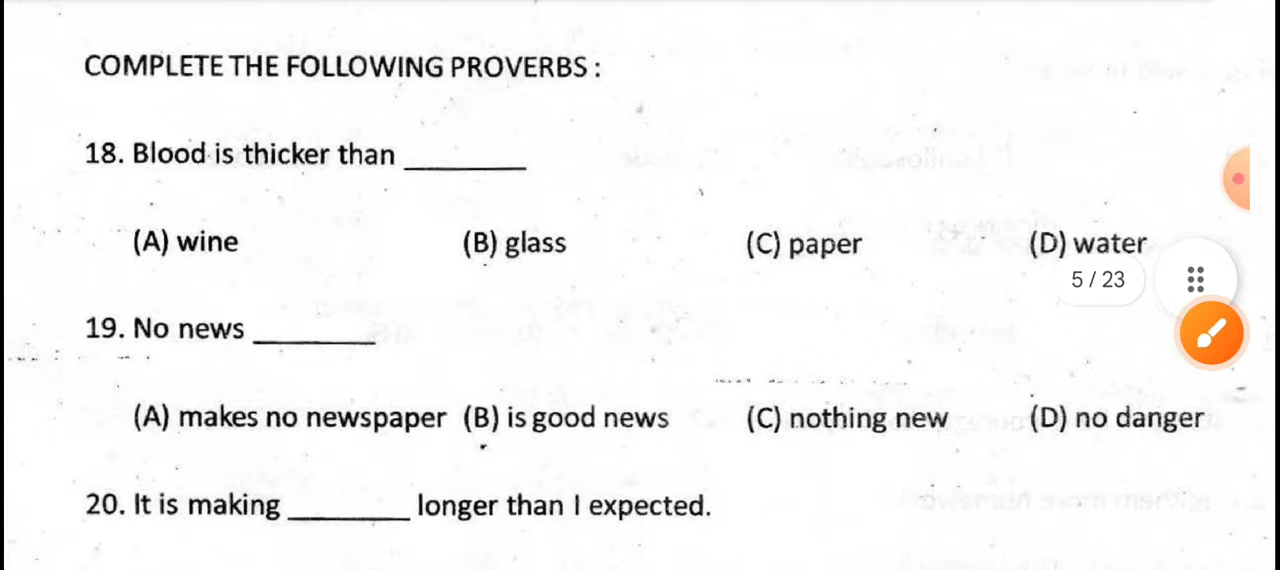 COMPLETE THE FOLLOWING PROVERBS :
18. Blood is thicker than ________
(A) wine (B) glass (C) paper (D) water
5 / 23
19. No news ________
(A) makes no newspaper (B) is good news (C) nothing new (D) no danger
20. It is making ________ longer than I expected.